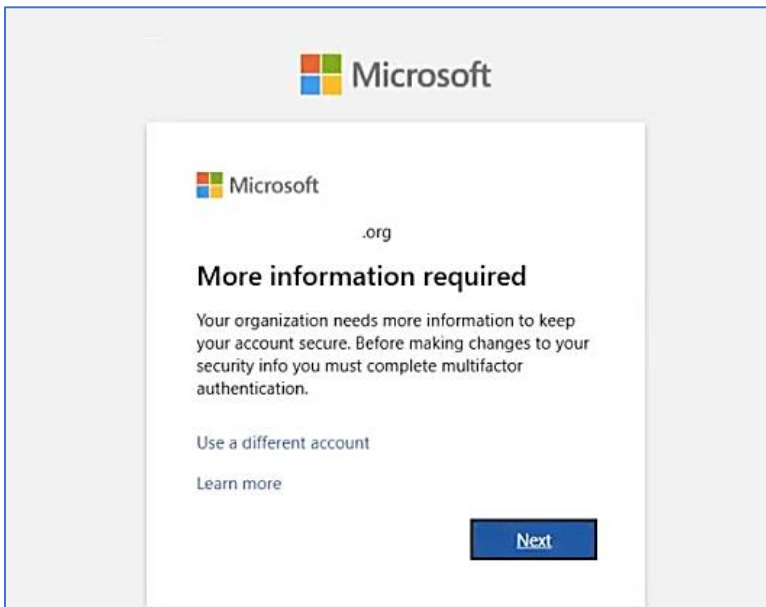 Microsoft
Microsoft
.org
More information required
Your organization needs more information to keep
your account secure. Before making changes to your
security info you must complete multifactor
authentication.
Use a different account
Learn more
Next